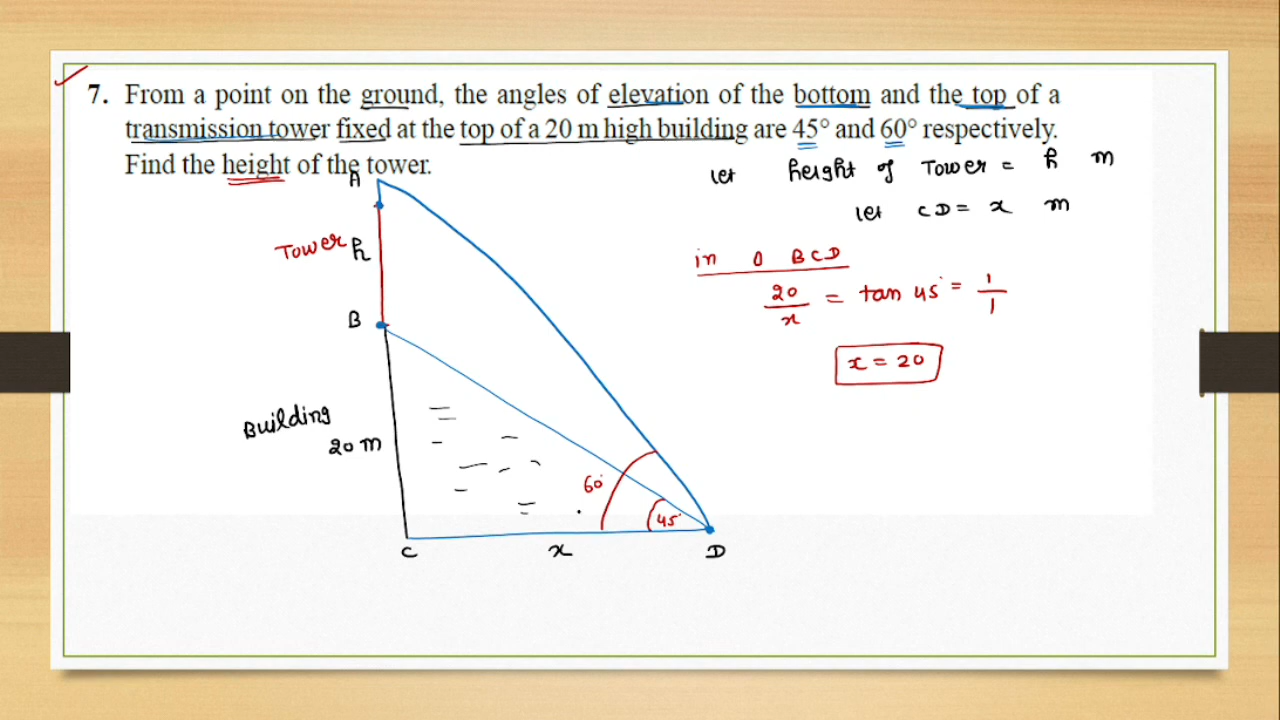 7. From a point on the ground, the angles of elevation of the bottom and the top of a
transmission tower fixed at the top of a 20 m high building are 45° and 60° respectively.
Find the height of the tower.
Let height of Tower = h m
Let CD = x m
in Δ BCD
20/x = tan 45° = 1/1
x = 20
A
Tower h
B
Building
20 m
60°
45°
C x D